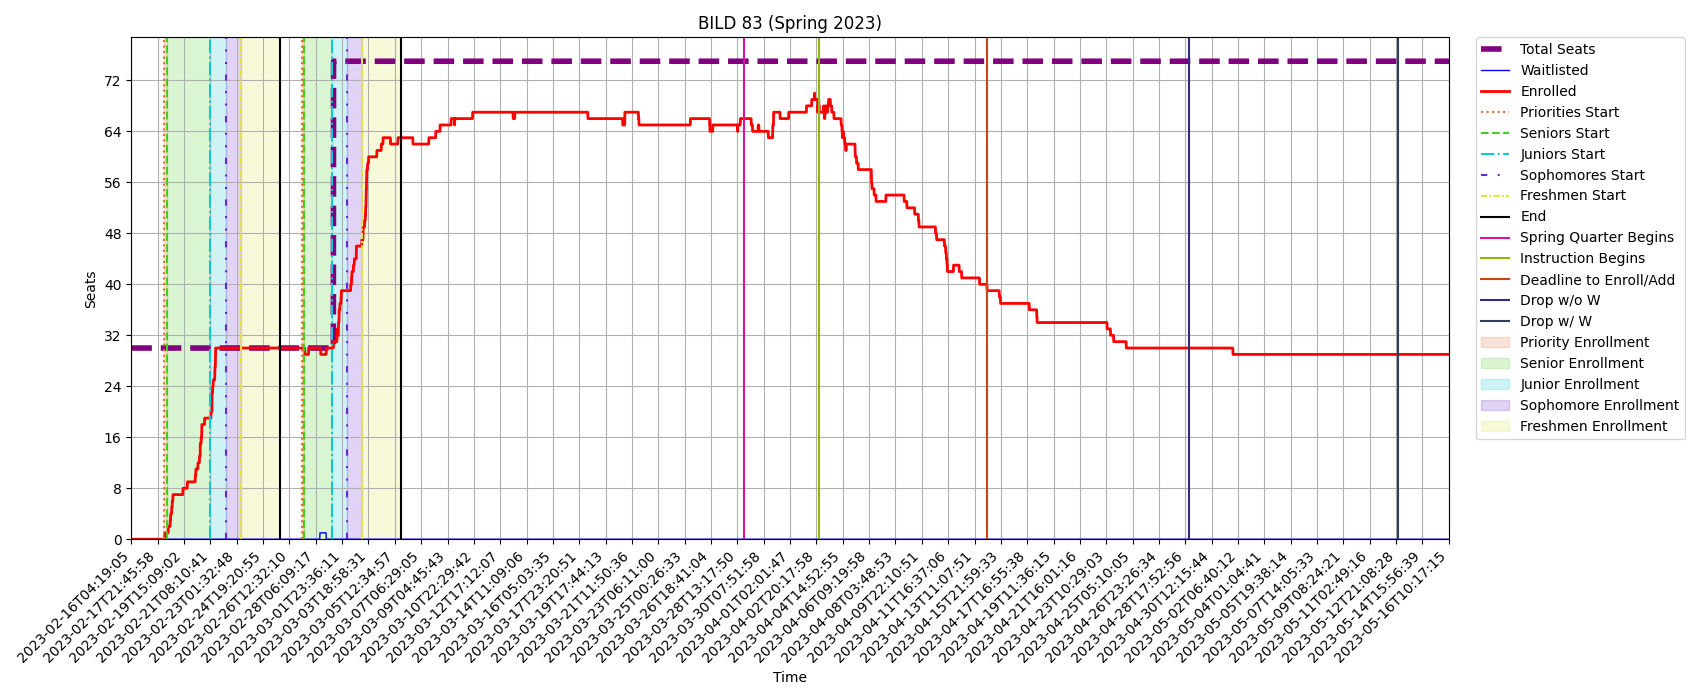 BILD 83 (Spring 2023)
Seats
72
64
56
48
40
32
24
16
8
0
2023-02-16T04:19:05
2023-02-17T21:45:58
2023-02-19T15:09:02
2023-02-21T08:10:41
2023-02-23T01:32:48
2023-02-24T19:20:55
2023-02-26T12:32:10
2023-02-28T06:09:17
2023-03-01T23:36:11
2023-03-03T18:58:31
2023-03-05T12:34:57
2023-03-07T06:29:05
2023-03-09T04:45:43
2023-03-10T22:29:42
2023-03-12T17:12:07
2023-03-14T11:09:06
2023-03-16T05:03:35
2023-03-17T23:20:51
2023-03-19T17:44:13
2023-03-21T11:50:36
2023-03-23T06:11:00
2023-03-25T00:26:33
2023-03-26T18:41:04
2023-03-28T13:17:50
2023-03-30T07:51:58
2023-04-01T02:01:47
2023-04-02T20:17:58
2023-04-04T14:52:55
2023-04-06T09:19:58
2023-04-08T03:48:53
2023-04-09T22:10:51
2023-04-11T16:37:06
2023-04-13T11:07:51
2023-04-15T21:59:33
2023-04-17T16:55:38
2023-04-19T11:36:15
2023-04-21T06:01:16
2023-04-23T10:29:03
2023-04-25T05:10:05
2023-04-26T23:26:34
2023-04-28T17:52:56
2023-04-30T12:15:44
2023-05-02T06:40:12
2023-05-04T01:04:41
2023-05-05T19:38:14
2023-05-07T14:05:33
2023-05-09T08:24:21
2023-05-11T02:49:16
2023-05-12T21:08:28
2023-05-14T15:56:39
2023-05-16T10:17:15
Time
Total Seats
Waitlisted
Enrolled
Priorities Start
Seniors Start
Juniors Start
Sophomores Start
Freshmen Start
End
Spring Quarter Begins
Instruction Begins
Deadline to Enroll/Add
Drop w/o W
Drop w/ W
Priority Enrollment
Senior Enrollment
Junior Enrollment
Sophomore Enrollment
Freshmen Enrollment